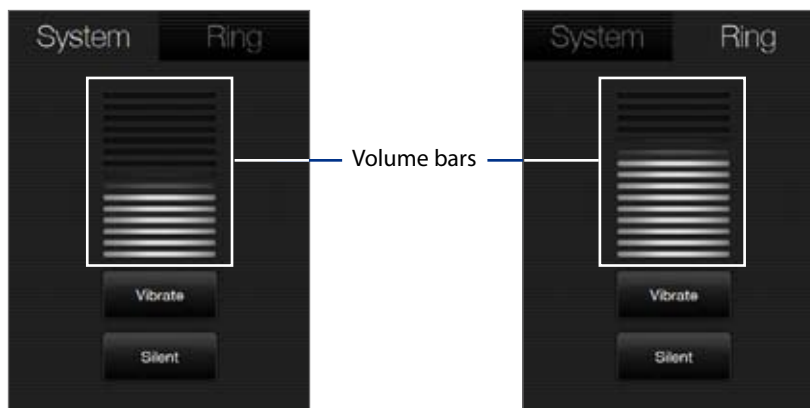 System Ring
Vibrate
Silent
Volume bars
System Ring
Vibrate
Silent